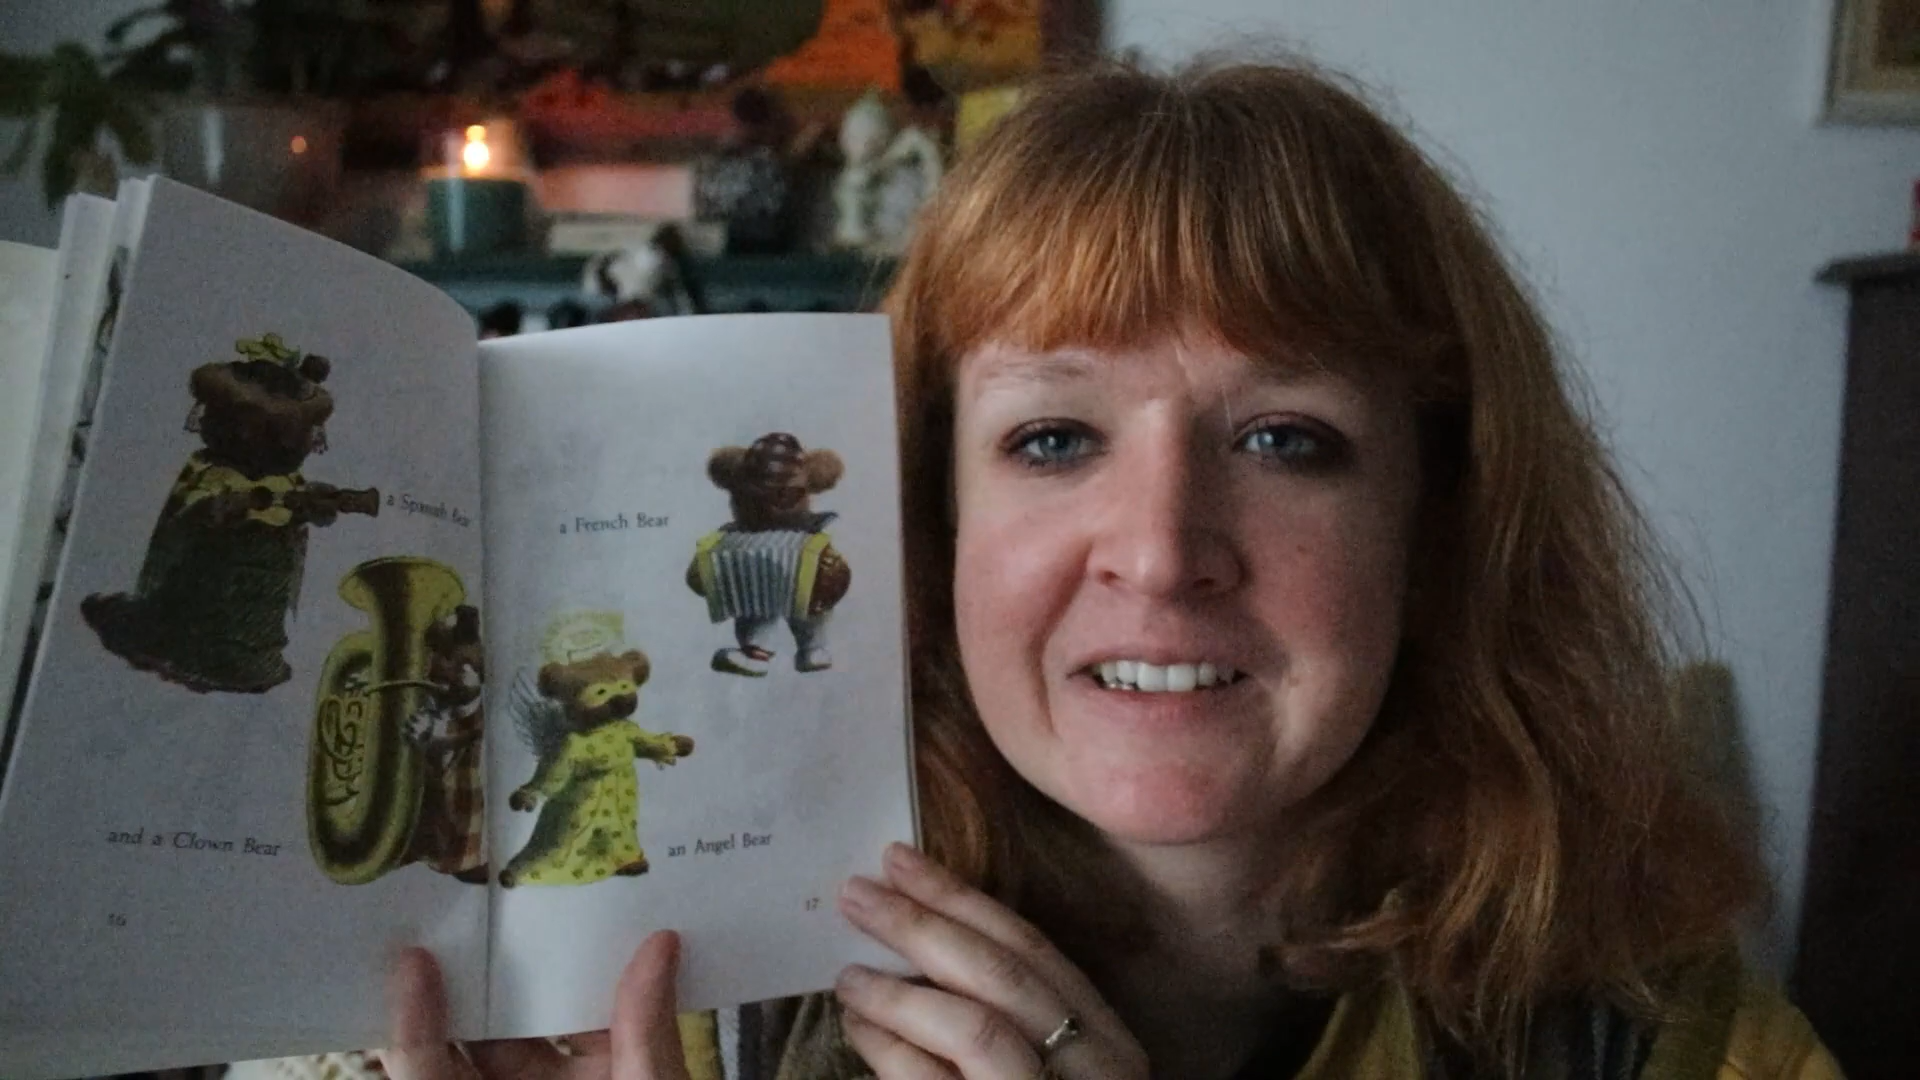 a Spanish Bear
and a Clown Bear
16
a French Bear
an Angel Bear
17